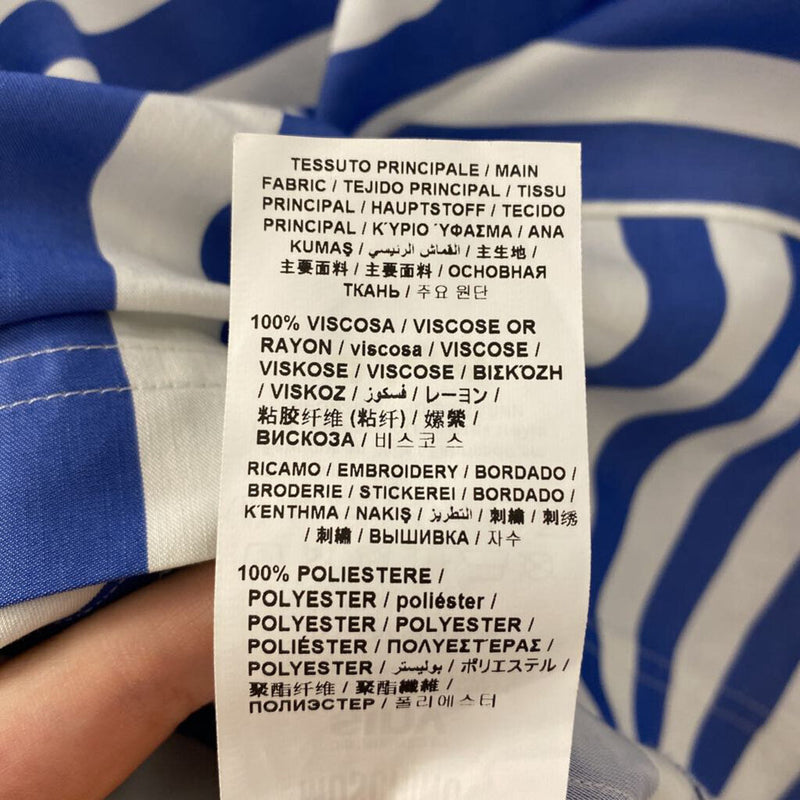 TESSUTO PRINCIPALE / MAIN
FABRIC / TEJIDO PRINCIPAL / TISSU
PRINCIPAL / HAUPTSTOFF / TECIDO
PRINCIPAL / Κ΄ΥΡΙΟ ΄ΥΦΑΣΜΑ / ANA
KUMAŞ / القماش الرئيسي / 主生地 /
主要面料 / 主要面料 / ОСНОВНАЯ
ТКАНЬ / 주요 원단
100% VISCOSA / VISCOSE OR
RAYON / viscosa / VISCOSE /
VISKOSE / VISCOSE / ΒΙΣΚΌΖΗ
/ VISKOZ / فسكوز / レーヨン /
粘胶纤维 (粘纤) / 嫘縈 /
ВИСКОЗА / 비스코 스
RICAMO / EMBROIDERY / BORDADO /
BRODERIE / STICKEREI / BORDADO /
Κ΄ΕΝΤΗΜΑ / NAKIŞ / التطريز / 刺繍 / 刺绣
/ 刺繡 / ВЫШИВКА / 자수
100% POLIESTERE /
POLYESTER / poliéster /
POLYESTER / POLYESTER /
POLIÉSTER / ΠΟΛΥΕΣΤΈΡΑΣ /
POLYESTER / بوليستر / ポリエステル /
聚酯纤维 / 聚酯纖維 /
ПОЛИЭСТЕР / 폴리에스터